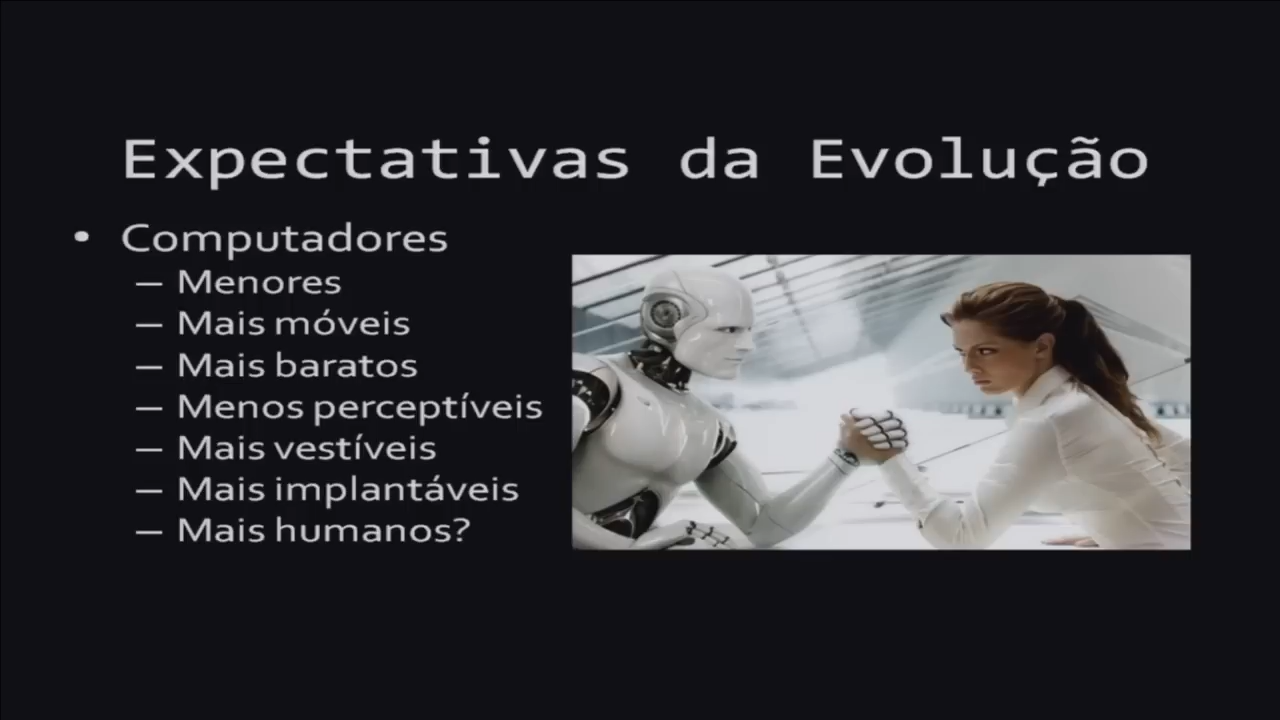 Expectativas da Evolução
• Computadores
– Menores
– Mais móveis
– Mais baratos
– Menos perceptíveis
– Mais vestíveis
– Mais implantáveis
– Mais humanos?